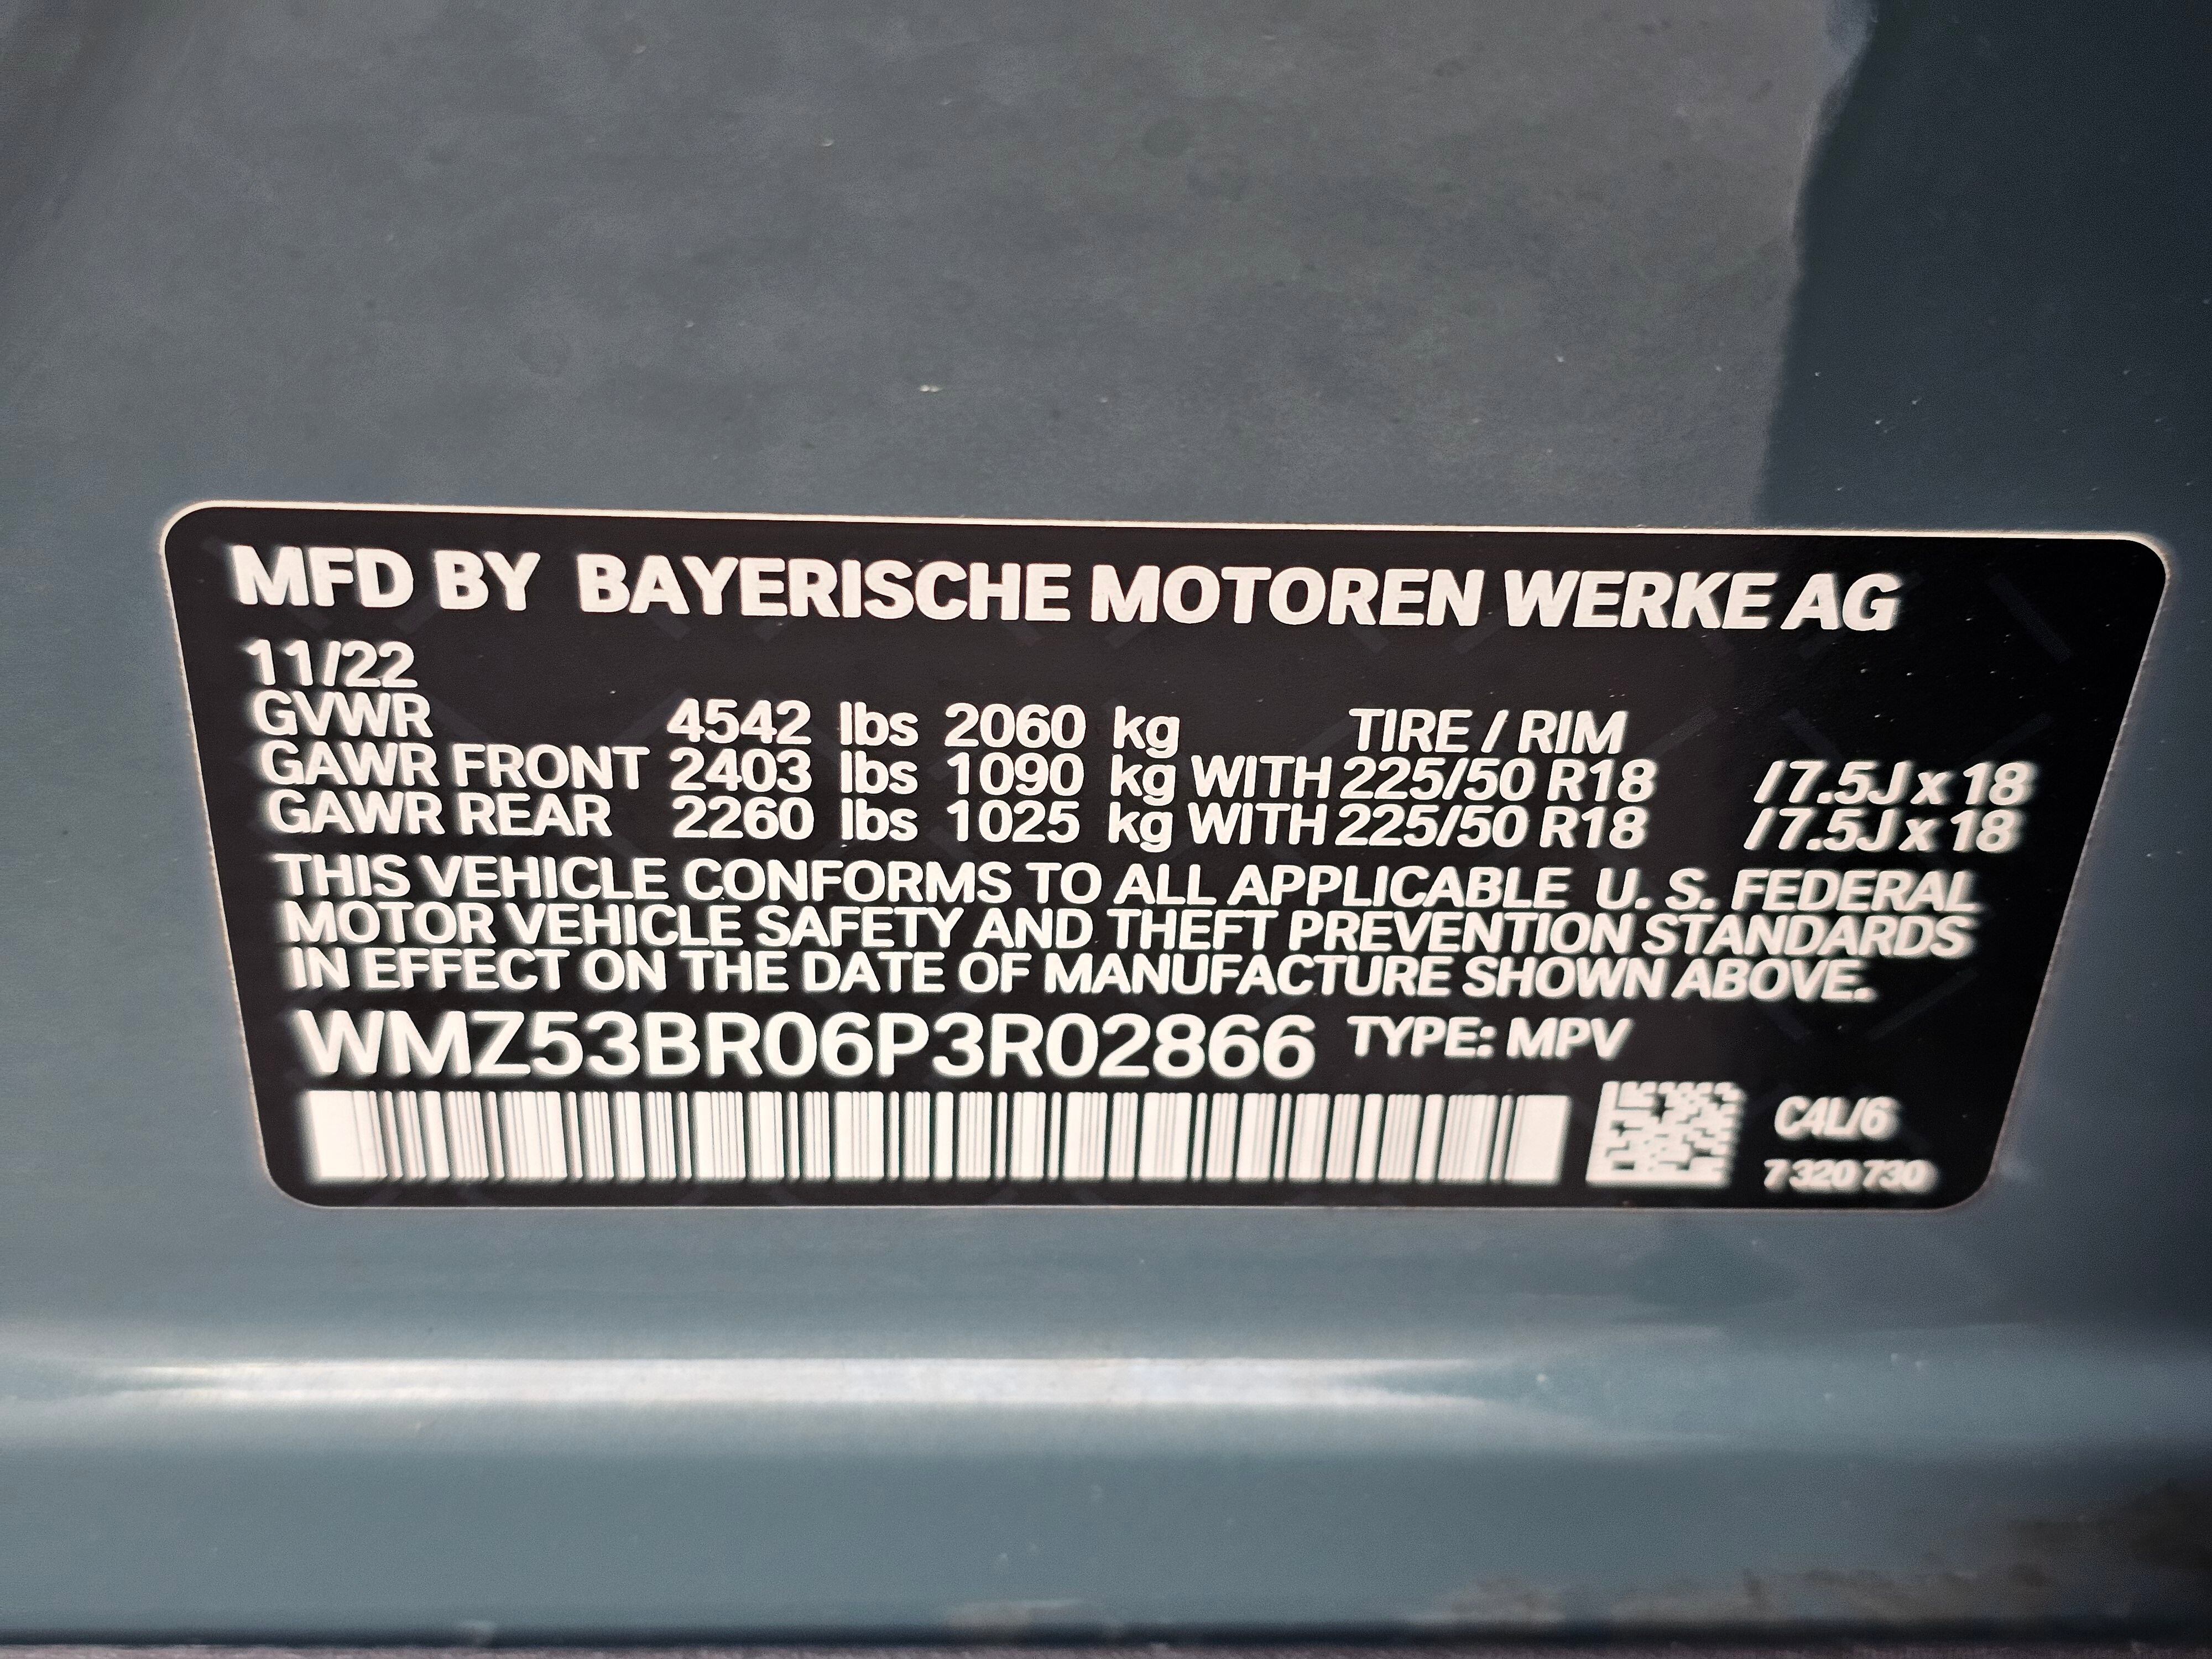 MFD BY BAYERISCHE MOTOREN WERKE AG
11/22
GVWR 4542 lbs 2060 kg TIRE / RIM
GAWR FRONT 2403 lbs 1090 kg WITH 225/50 R18 /7.5J x 18
GAWR REAR 2260 lbs 1025 kg WITH 225/50 R18 /7.5J x 18
THIS VEHICLE CONFORMS TO ALL APPLICABLE U. S. FEDERAL
MOTOR VEHICLE SAFETY AND THEFT PREVENTION STANDARDS
IN EFFECT ON THE DATE OF MANUFACTURE SHOWN ABOVE.
WMZ53BR06P3R02866 TYPE: MPV
C4L/6
7 320 730